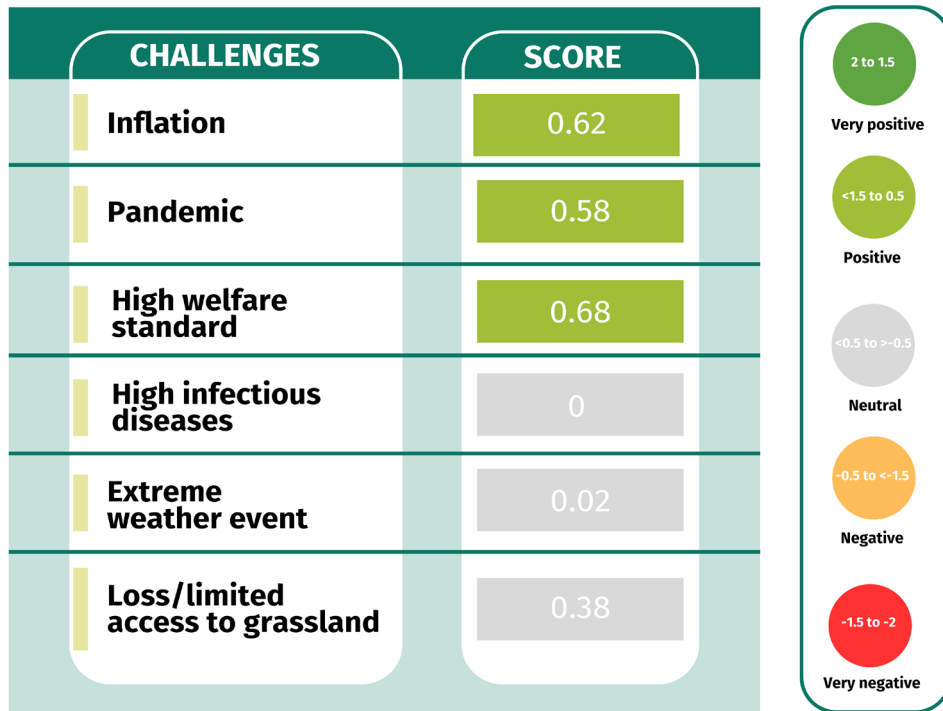 CHALLENGES
SCORE
Inflation
0.62
Pandemic
0.58
High welfare
standard
0.68
High infectious
diseases
0
Extreme
weather event
0.02
Loss/limited
access to grassland
0.38
2 to 1.5
Very positive
<1.5 to 0.5
Positive
<0.5 to >-0.5
Neutral
-0.5 to <-1.5
Negative
-1.5 to -2
Very negative